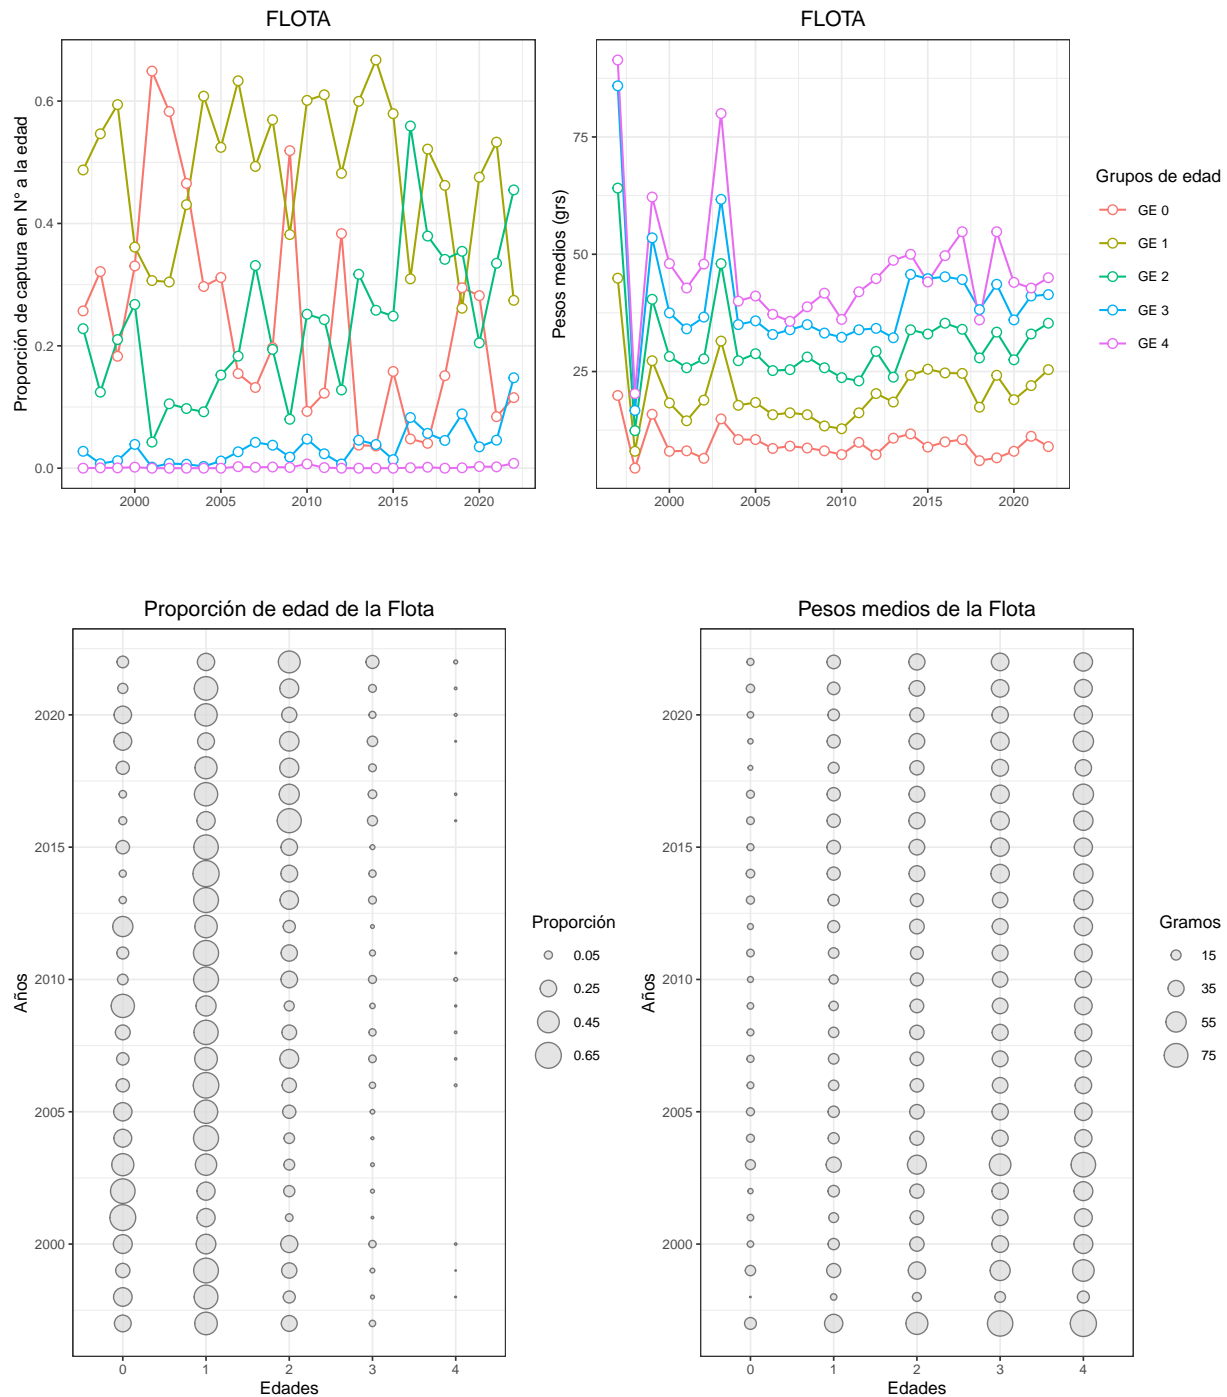 FLOTA
Proporción de captura en N° a la edad
0.6
0.4
0.2
0.0
2000 2005 2010 2015 2020
FLOTA
Pesos medios (grs)
75
50
25
2000 2005 2010 2015 2020
Grupos de edad
GE 0
GE 1
GE 2
GE 3
GE 4
Proporción de edad de la Flota
Años
2020
2015
2010
2005
2000
0 1 2 3 4
Edades
Proporción
0.05
0.25
0.45
0.65
Pesos medios de la Flota
Años
2020
2015
2010
2005
2000
0 1 2 3 4
Edades
Gramos
15
35
55
75